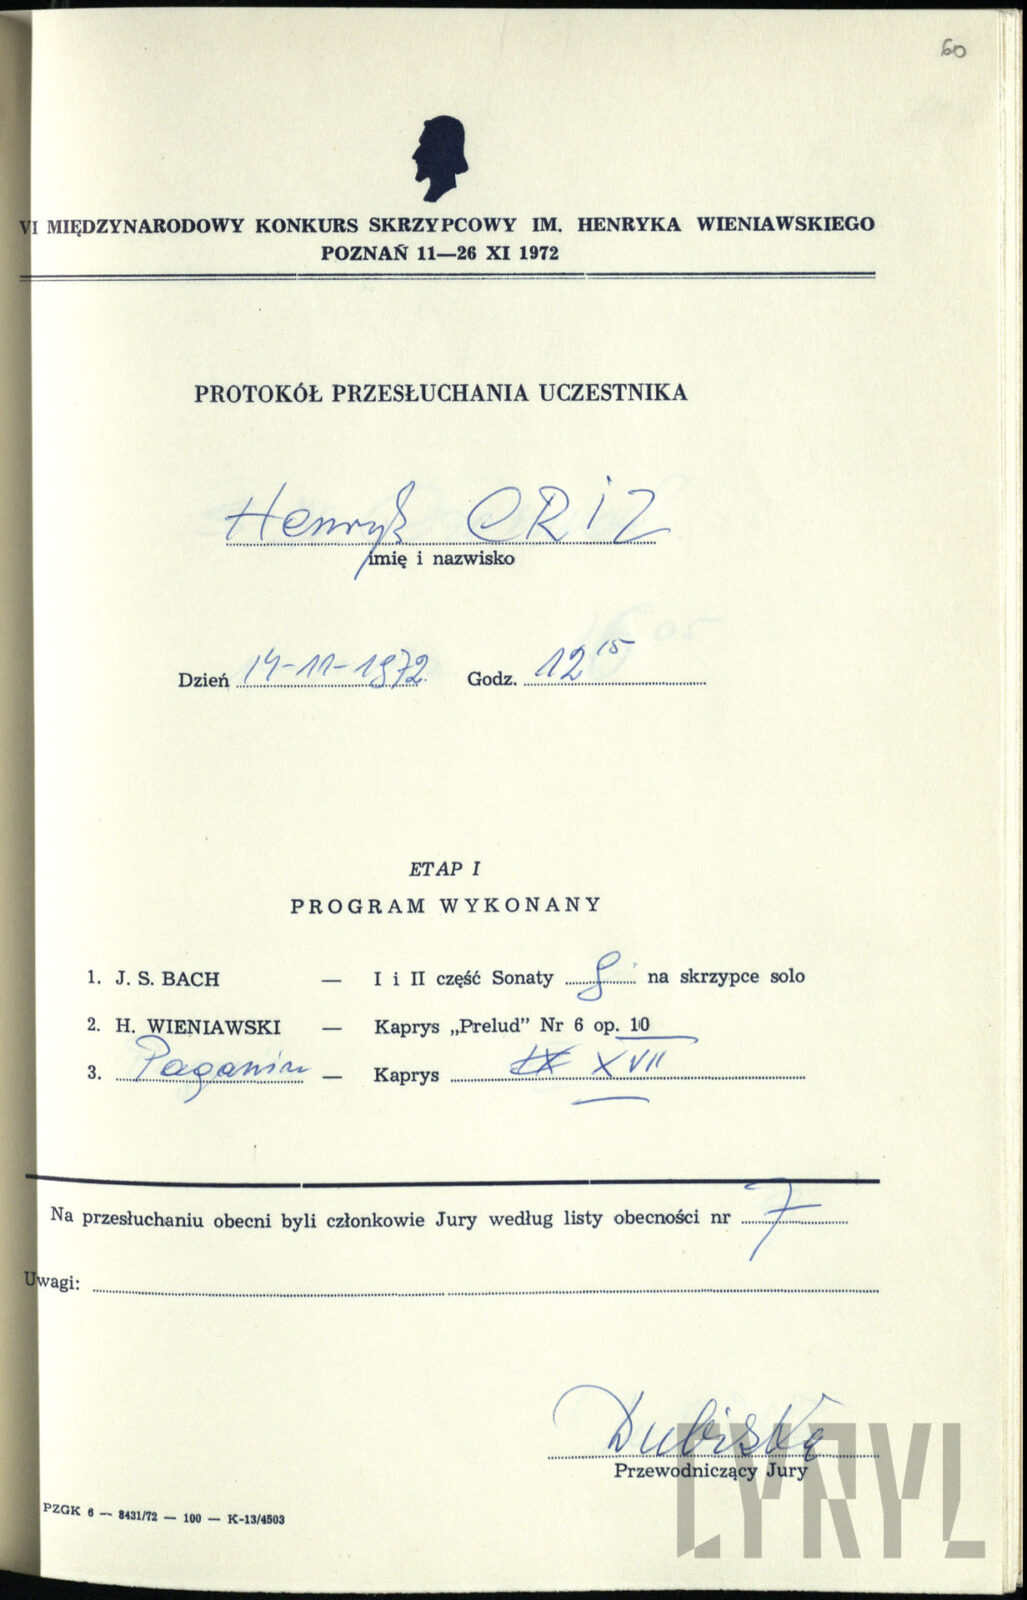 60
VI MIĘDZYNARODOWY KONKURS SKRZYPCOWY IM. HENRYKA WIENIAWSKIEGO
POZNAŃ 11—26 XI 1972
PROTOKÓŁ PRZESŁUCHANIA UCZESTNIKA
Henryk CRIZ
imię i nazwisko
Dzień 14-11-1972 Godz. 12 15
ETAP I
PROGRAM WYKONANY
1. J. S. BACH — I i II część Sonaty g na skrzypce solo
2. H. WIENIAWSKI — Kaprys „Prelud” Nr 6 op. 10
3. Paganini — Kaprys IX XVII
Na przesłuchaniu obecni byli członkowie Jury według listy obecności nr 7
Uwagi:
Dubiska
Przewodniczący Jury
PZGK 6 — 8431/72 — 100 — K-13/4503
CYRYL